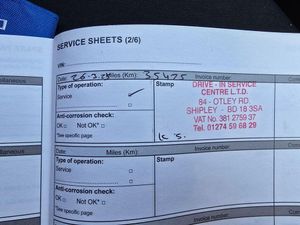 SERVICE SHEETS (2/6)
VIN:
Date: 26-3.2 Miles (Km): 35475 Invoice number:
Type of operation: Stamp
Service ✓
Anti-corrosion check:
OK □ Not OK* □
*See specific page
DRIVE - IN SERVICE
CENTRE L.T.D.
84 - OTLEY RD.
SHIPLEY - BD 18 3SA
VAT No. 381 2759 37
Tel. 01274 59 68 29
Date: Miles (Km): Invoice number:
Type of operation: Stamp
Service □
Anti-corrosion check:
OK □ Not OK* □
*See specific page